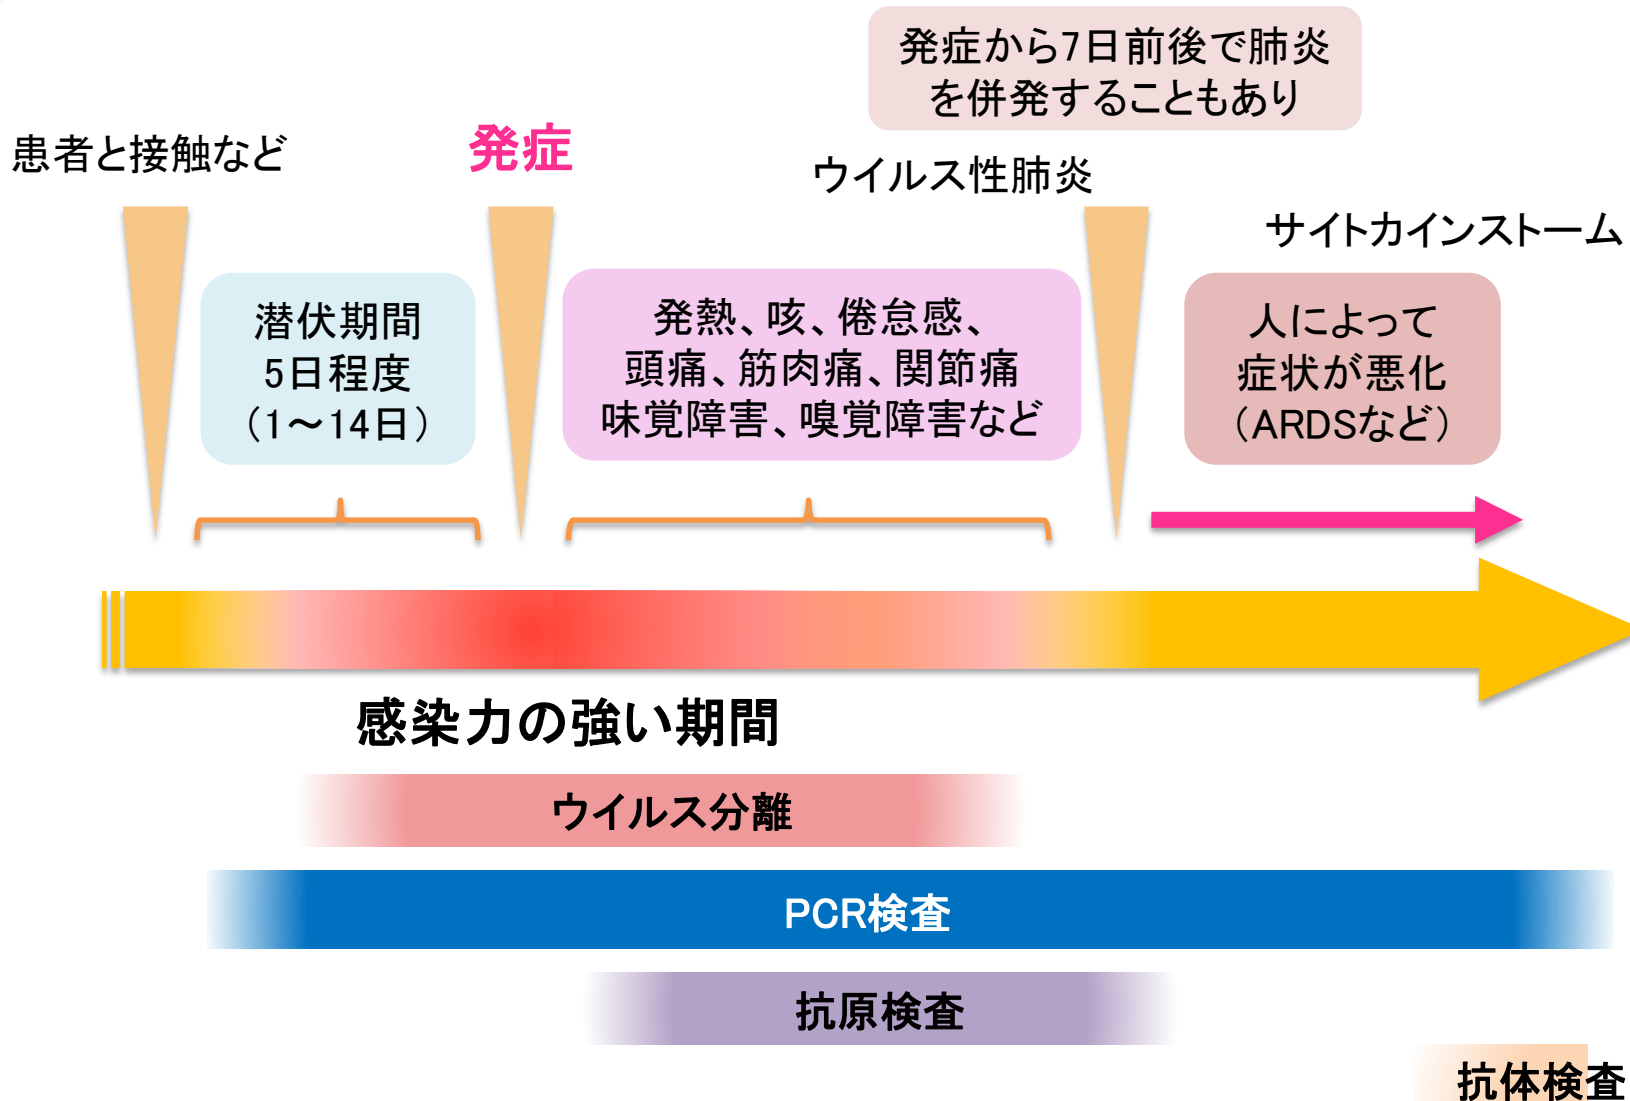 発症から7日前後で肺炎
を併発することもあり
患者と接触など
発症
ウイルス性肺炎
サイトカインストーム
潜伏期間
5日程度
(1～14日)
発熱、咳、倦怠感、
頭痛、筋肉痛、関節痛
味覚障害、嗅覚障害など
人によって
症状が悪化
(ARDSなど)
感染力の強い期間
ウイルス分離
PCR検査
抗原検査
抗体検査